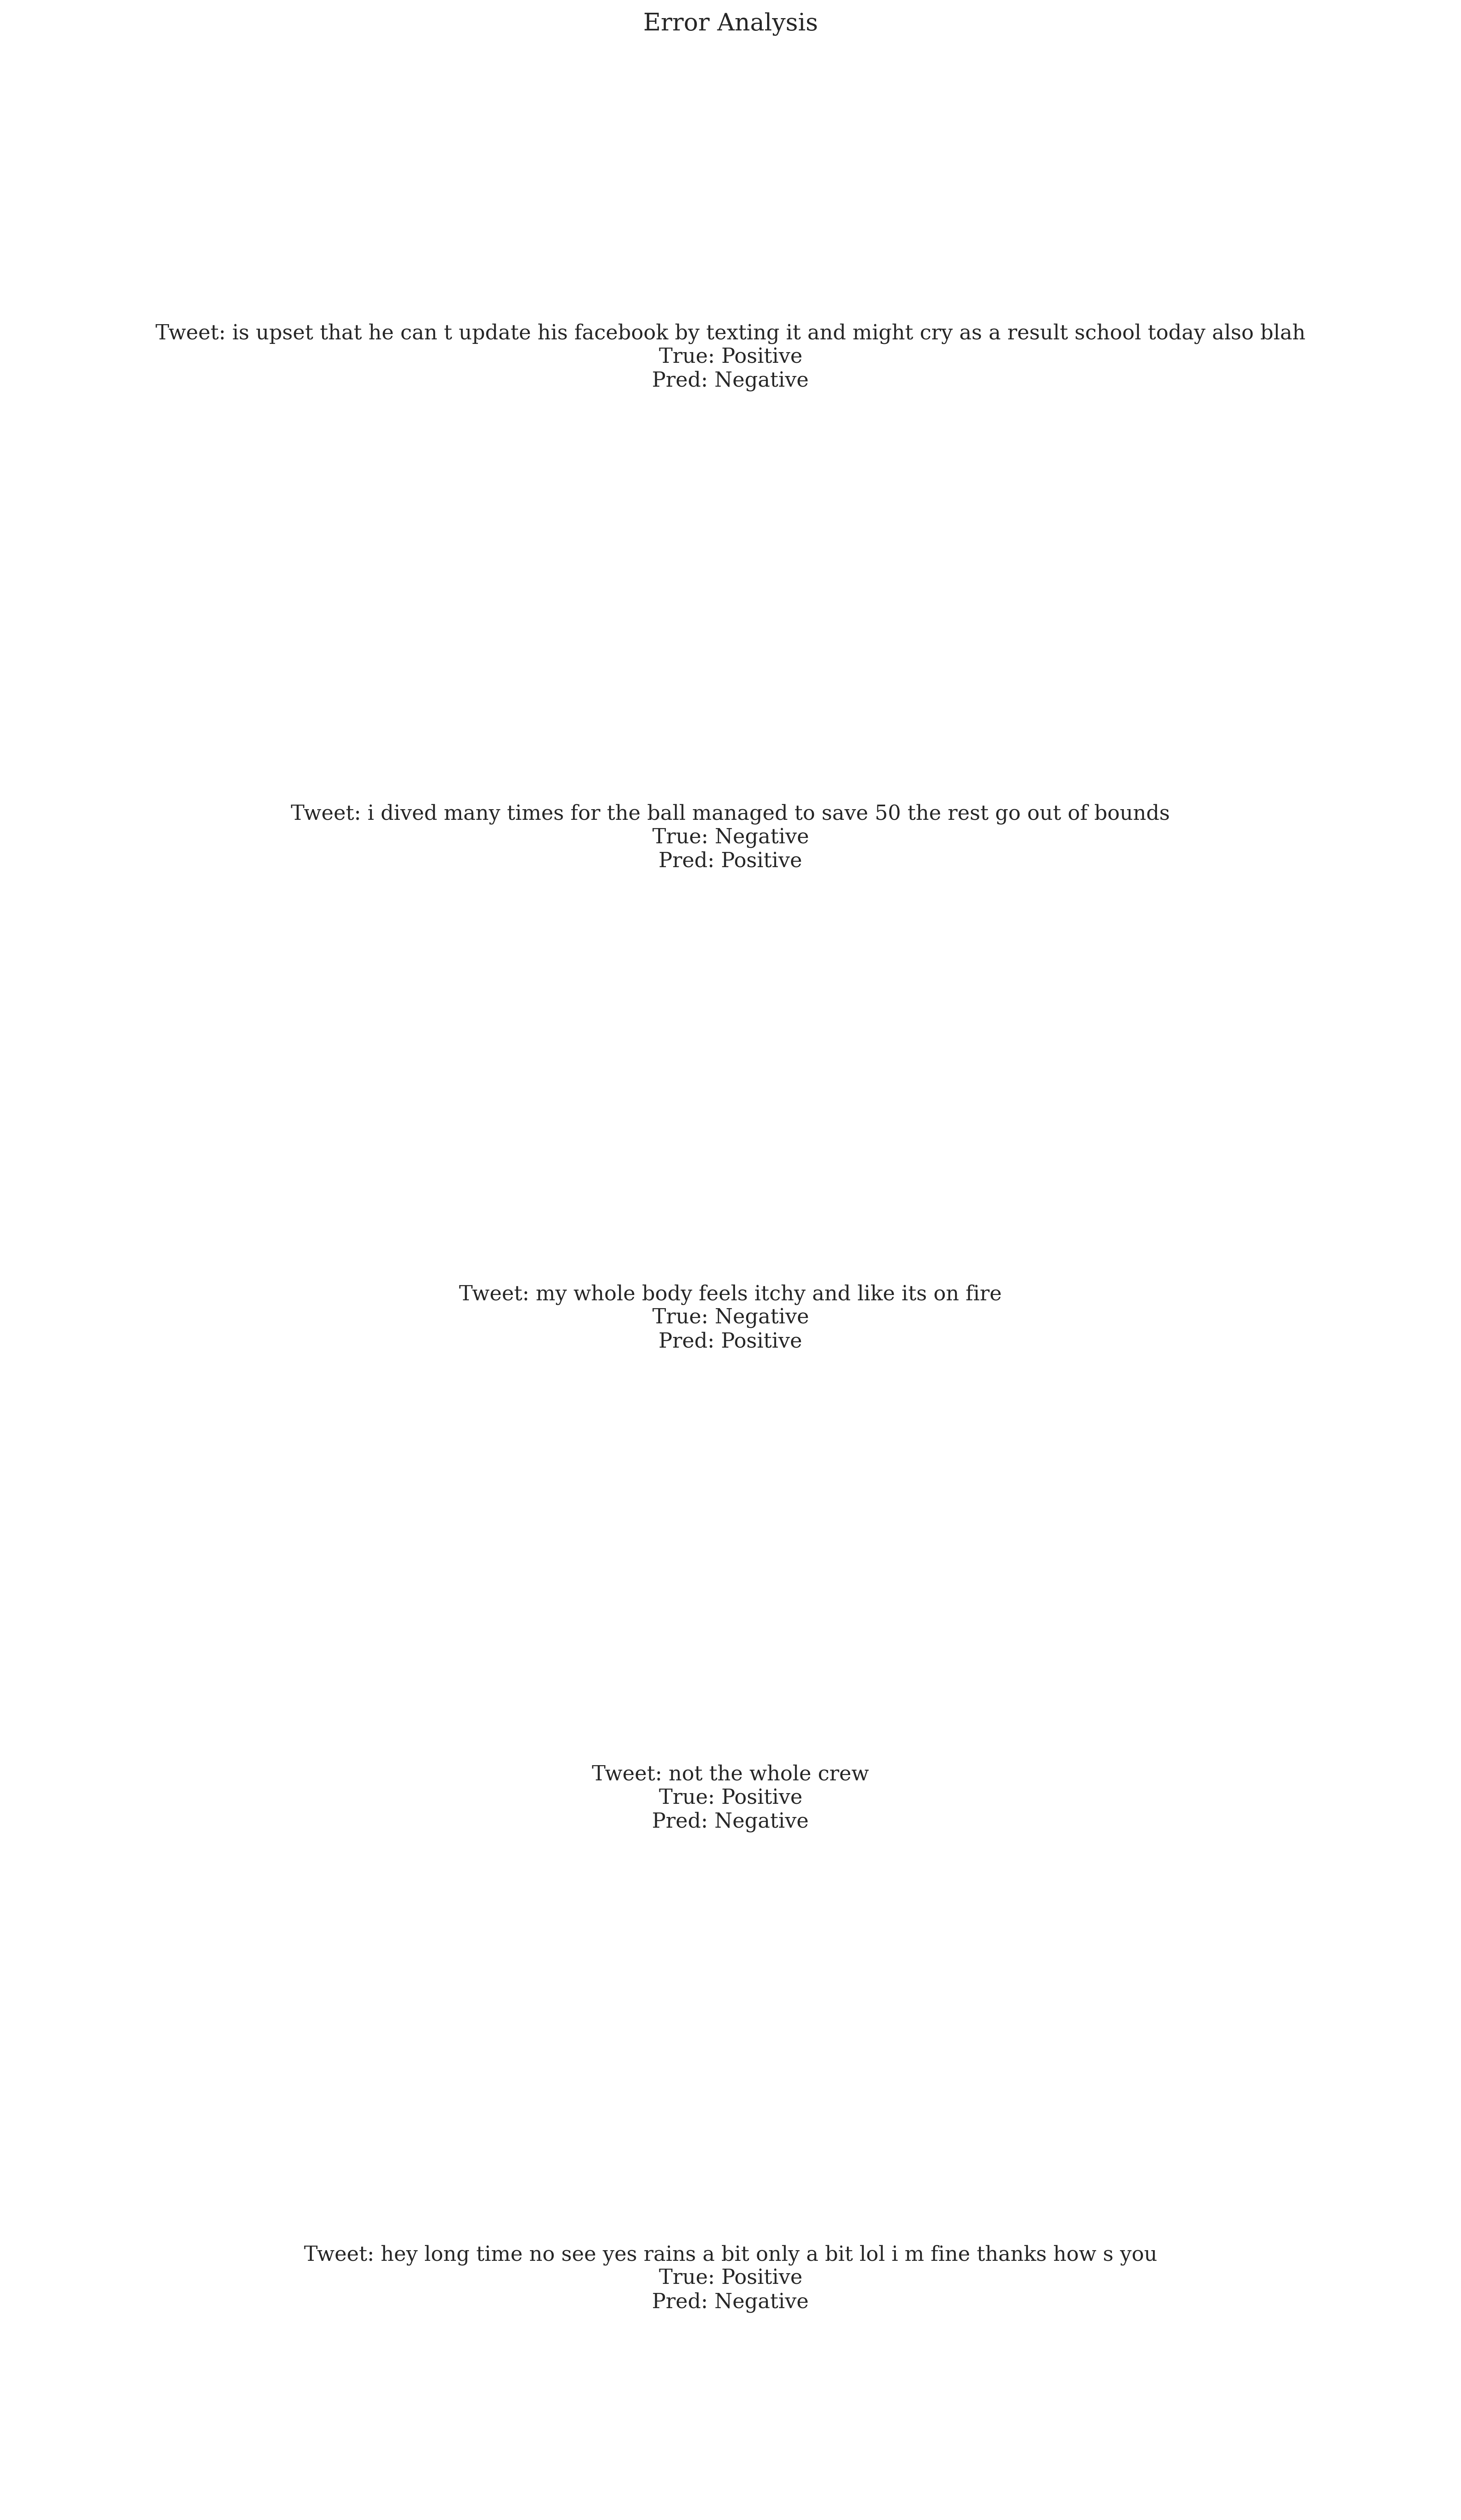 Error Analysis
Tweet: is upset that he can t update his facebook by texting it and might cry as a result school today also blah
True: Positive
Pred: Negative
Tweet: i dived many times for the ball managed to save 50 the rest go out of bounds
True: Negative
Pred: Positive
Tweet: my whole body feels itchy and like its on fire
True: Negative
Pred: Positive
Tweet: not the whole crew
True: Positive
Pred: Negative
Tweet: hey long time no see yes rains a bit only a bit lol i m fine thanks how s you
True: Positive
Pred: Negative